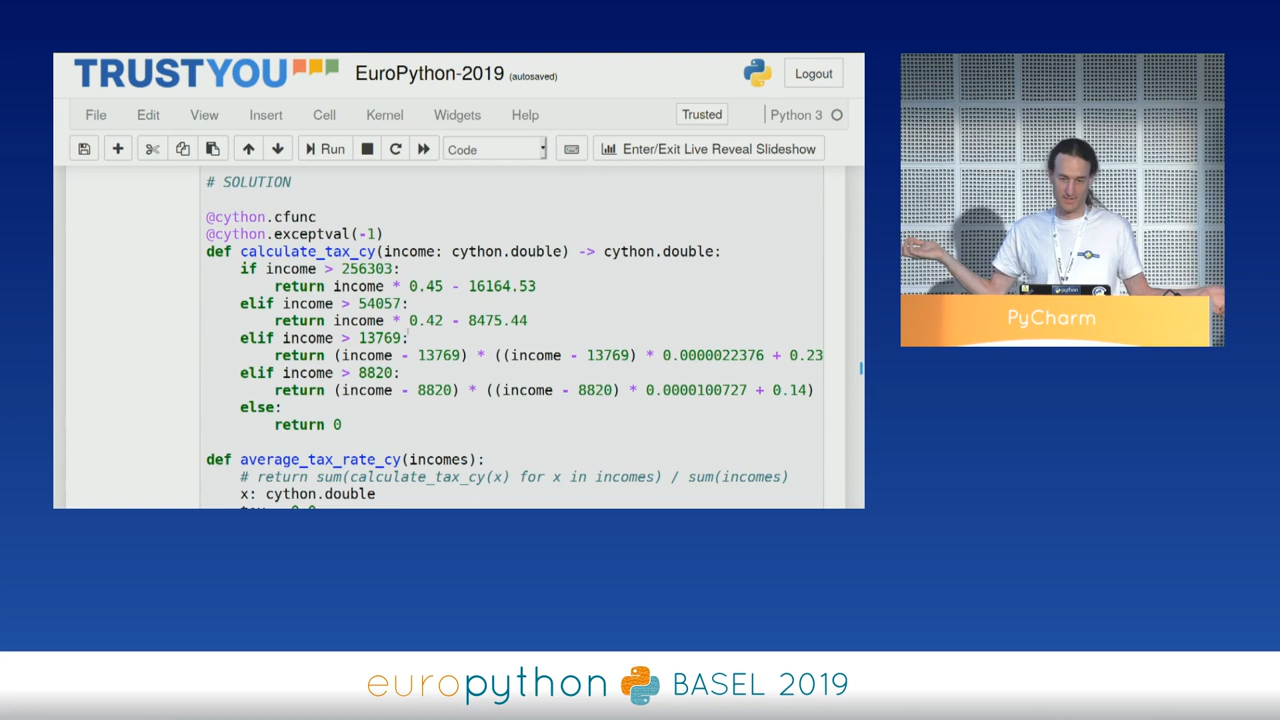 TRUSTYOU EuroPython-2019 (autosaved) Logout
File Edit View Insert Cell Kernel Widgets Help Trusted Python 3
Run Code Enter/Exit Live Reveal Slideshow
# SOLUTION
@cython.cfunc
@cython.exceptval(-1)
def calculate_tax_cy(income: cython.double) -> cython.double:
if income > 256303:
return income * 0.45 - 16164.53
elif income > 54057:
return income * 0.42 - 8475.44
elif income > 13769:
return (income - 13769) * ((income - 13769) * 0.0000022376 + 0.23
elif income > 8820:
return (income - 8820) * ((income - 8820) * 0.0000100727 + 0.14)
else:
return 0
def average_tax_rate_cy(incomes):
# return sum(calculate_tax_cy(x) for x in incomes) / sum(incomes)
x: cython.double
python
PyCharm
europython BASEL 2019